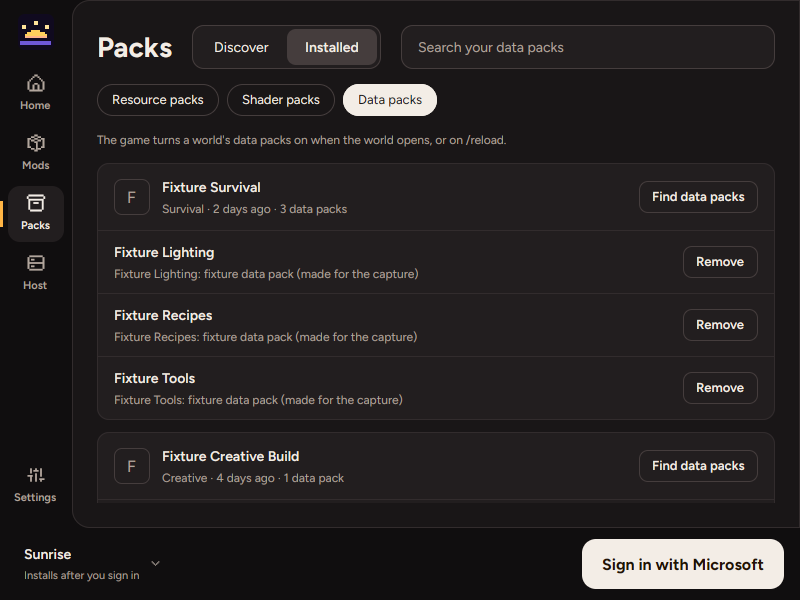 Packs
Discover
Installed
Search your data packs
Home
Mods
Packs
Host
Settings
Resource packs
Shader packs
Data packs
The game turns a world's data packs on when the world opens, or on /reload.
F
Fixture Survival
Survival · 2 days ago · 3 data packs
Find data packs
Fixture Lighting
Fixture Lighting: fixture data pack (made for the capture)
Remove
Fixture Recipes
Fixture Recipes: fixture data pack (made for the capture)
Remove
Fixture Tools
Fixture Tools: fixture data pack (made for the capture)
Remove
F
Fixture Creative Build
Creative · 4 days ago · 1 data pack
Find data packs
Sunrise
Installs after you sign in
Sign in with Microsoft